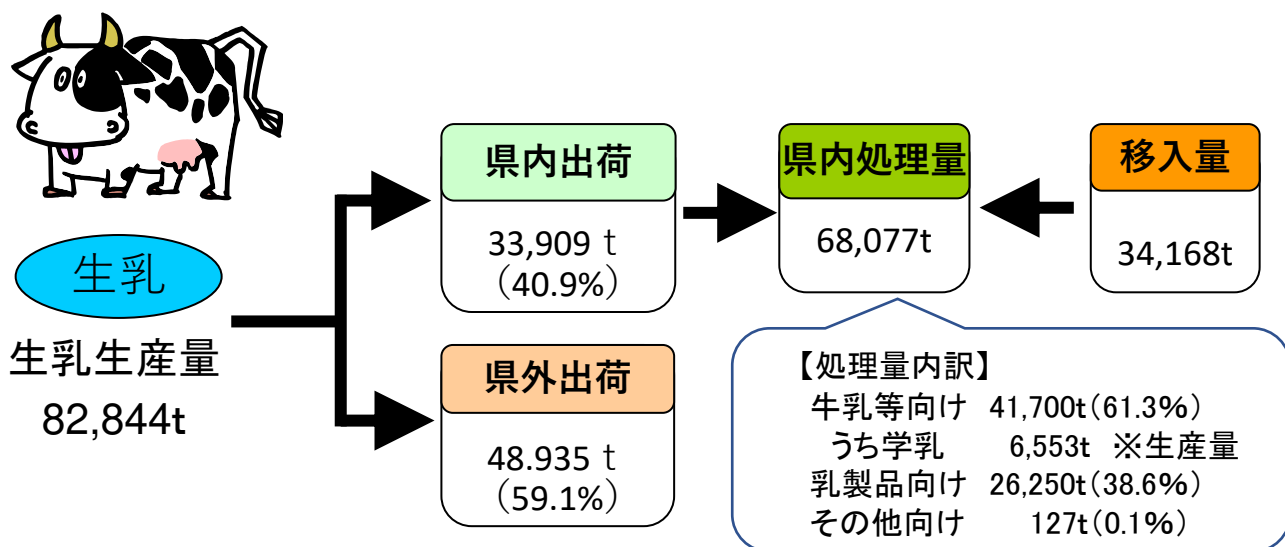 生乳
生乳生産量
82,844t
県内出荷
33,909 t
(40.9%)
県外出荷
48.935 t
(59.1%)
県内処理量
68,077t
移入量
34,168t
【処理量内訳】
牛乳等向け 41,700t(61.3%)
うち学乳 6,553t ※生産量
乳製品向け 26,250t(38.6%)
その他向け 127t(0.1%)